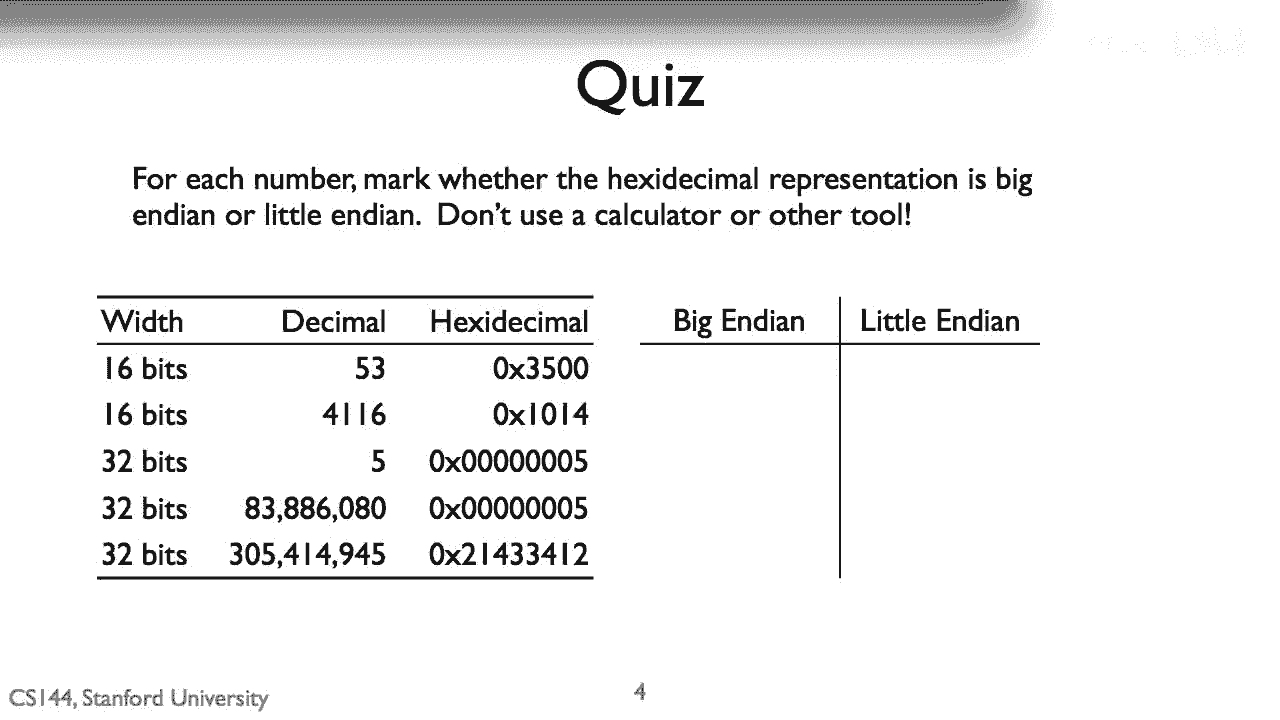 Quiz
For each number, mark whether the hexidecimal representation is big
endian or little endian. Don't use a calculator or other tool!
Width Decimal Hexidecimal Big Endian Little Endian
16 bits 53 0x3500
16 bits 4116 0x1014
32 bits 5 0x00000005
32 bits 83,886,080 0x00000005
32 bits 305,414,945 0x21433412
CS144, Stanford University 4